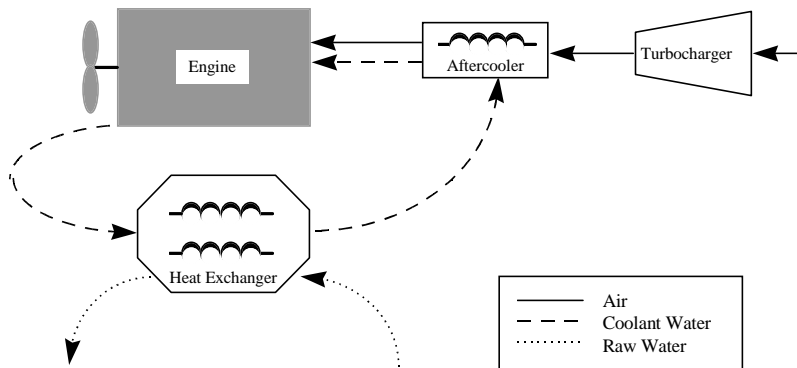 Engine
Aftercooler
Turbocharger
Heat Exchanger
Air
Coolant Water
Raw Water